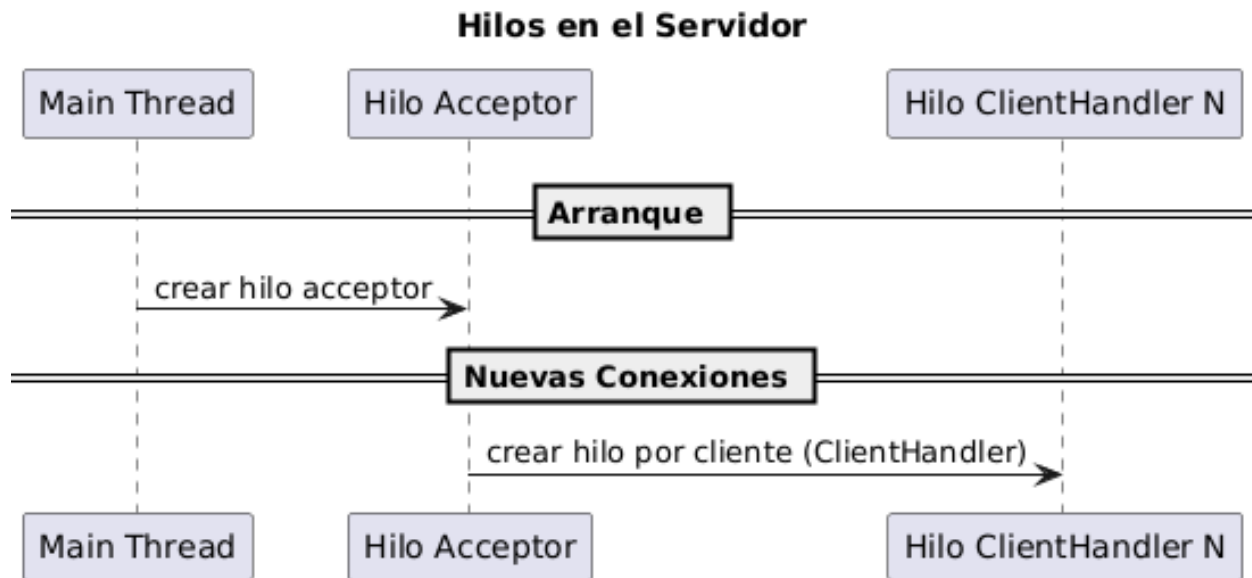 Hilos en el Servidor
Main Thread
Hilo Acceptor
Hilo ClientHandler N
Arranque
crear hilo acceptor
Nuevas Conexiones
crear hilo por cliente (ClientHandler)
Main Thread
Hilo Acceptor
Hilo ClientHandler N